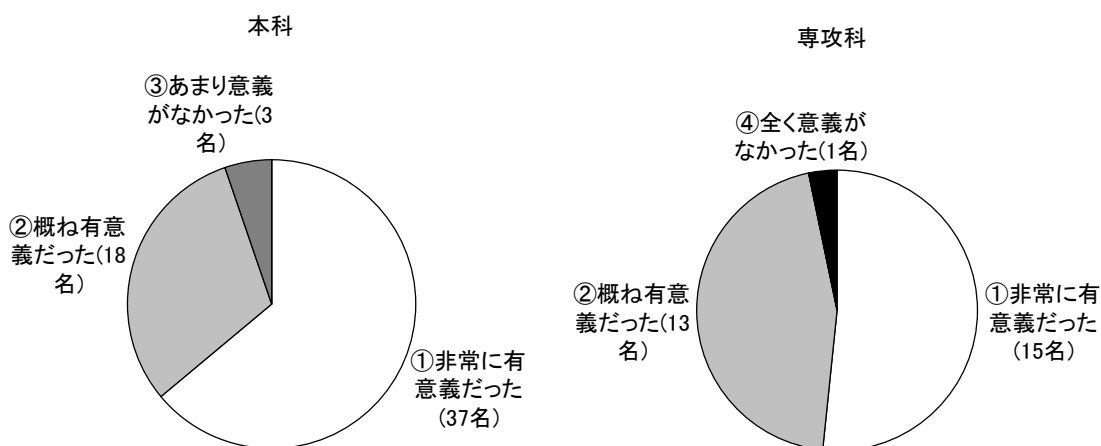 本科
③あまり意義
がなかった(3
名)
②概ね有意
義だった(18
名)
①非常に有
意義だった
(37名)
専攻科
④全く意義が
なかった(1名)
②概ね有意
義だった(13
名)
①非常に有
意義だった
(15名)